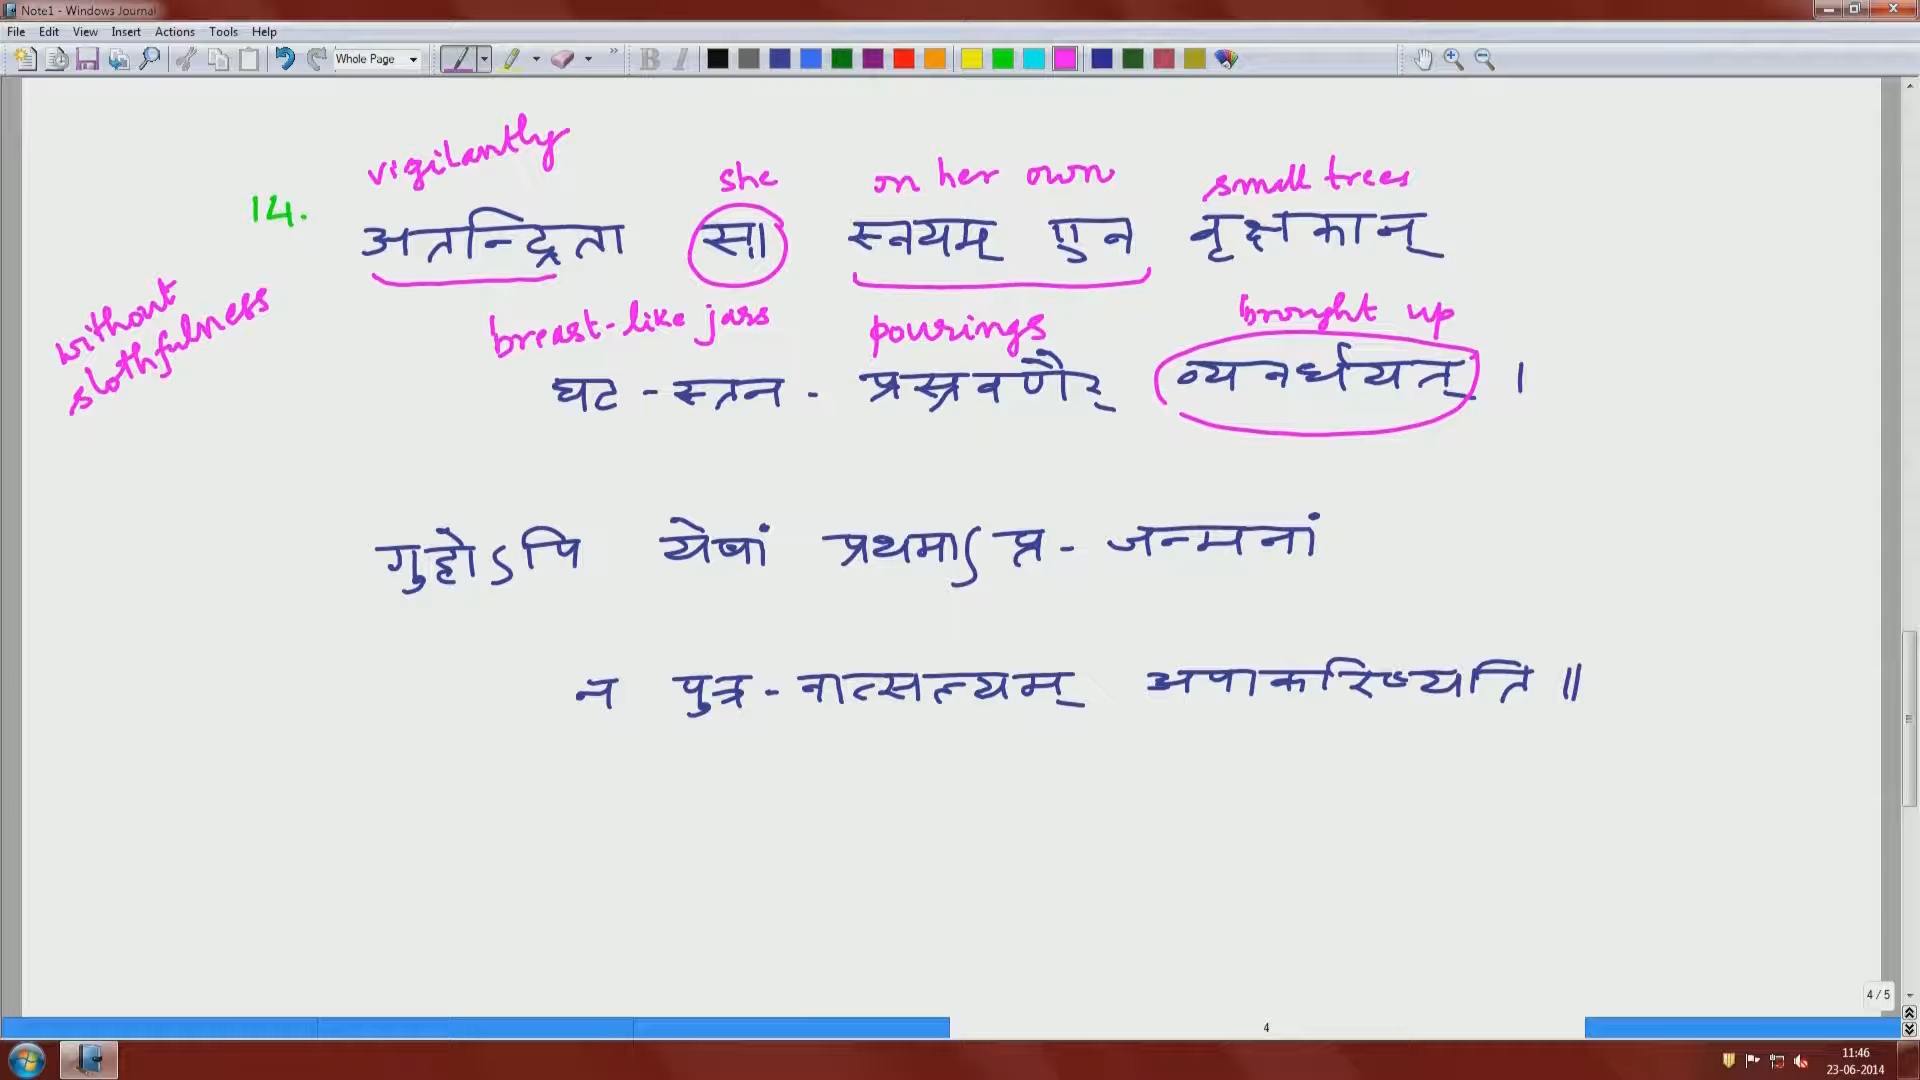 Note1 - Windows Journal
File Edit View Insert Actions Tools Help
Whole Page
vigilantly she on her own small trees
14. अतन्द्रिता सा स्वयम् एव वृक्षकान्
without slothfulness
breast-like jars pourings brought up
घट - स्तन - प्रस्रवणैर् व्यवर्धयत् ।
गुहोऽपि येषां प्रथमाऽप्त - जन्मनां
न पुत्र - वात्सल्यम् अपाकरिष्यति ॥
4 / 5
4
11:46
23-06-2014